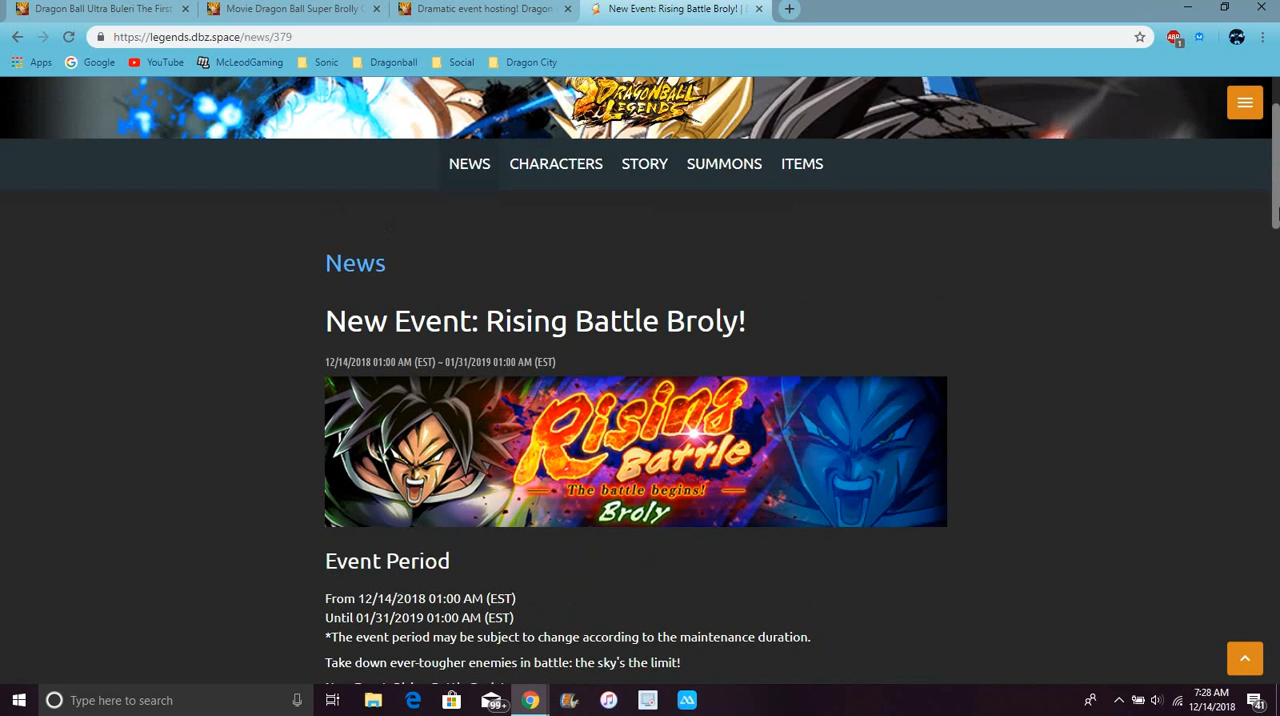 Dragon Ball Ultra Buleri The First
Movie Dragon Ball Super Brolly C
Dramatic event hosting! Dragon
New Event: Rising Battle Broly! |
https://legends.dbz.space/news/379
ABP
1
Apps
Google
YouTube
McLeodGaming
Sonic
Dragonball
Social
Dragon City
DRAGONBALL
LEGENDS
NEWS
CHARACTERS
STORY
SUMMONS
ITEMS
News
New Event: Rising Battle Broly!
12/14/2018 01:00 AM (EST) ~ 01/31/2019 01:00 AM (EST)
Rising
Battle
The battle begins!
Broly
Event Period
From 12/14/2018 01:00 AM (EST)
Until 01/31/2019 01:00 AM (EST)
*The event period may be subject to change according to the maintenance duration.
Take down ever-tougher enemies in battle: the sky's the limit!
Type here to search
99+
7:28 AM
12/14/2018
41